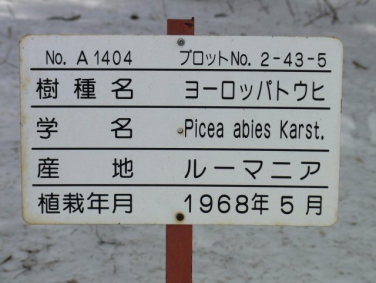 No. A1404 プロットNo. 2-43-5
樹種名 ヨーロッパトウヒ
学名 Picea abies Karst.
産地 ルーマニア
植栽年月 1968年5月